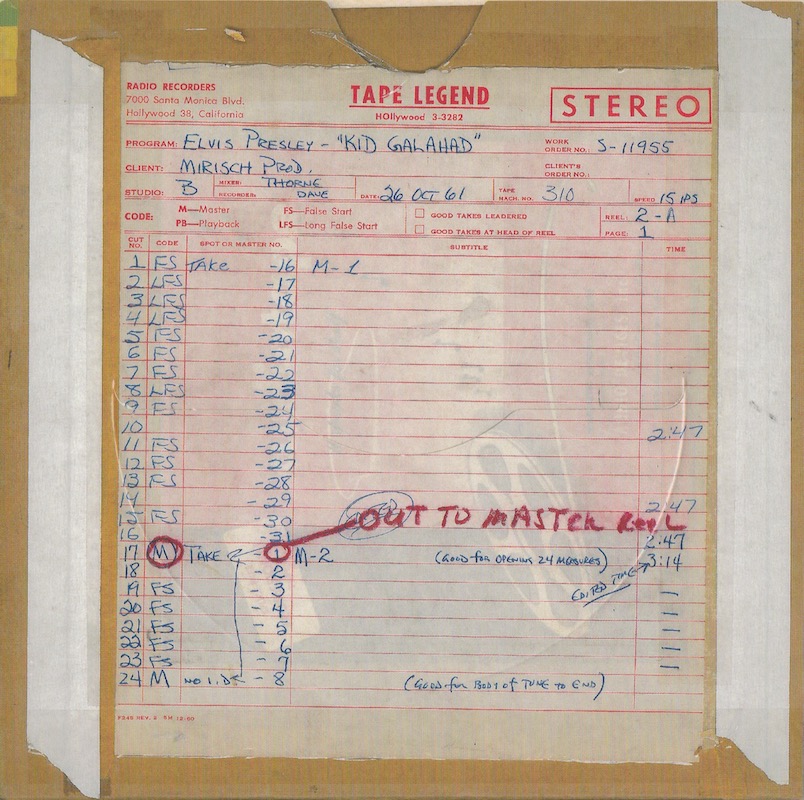 RADIO RECORDERS
7000 Santa Monica Blvd.
Hollywood 38, California
TAPE LEGEND
HOllywood 3-3282
STEREO
PROGRAM: ELVIS PRESLEY - "KID GALAHAD"
WORK ORDER NO.: S-11955
CLIENT: MIRISCH PROD.
CLIENT'S ORDER NO.:
STUDIO: B
MIXER: THORNE
RECORDER: DAVE
DATE: 26 OCT 61
TAPE MACH. NO. 310
SPEED 15 IPS
CODE: M—Master FS—False Start
PB—Playback LFS—Long False Start
GOOD TAKES LEADERED
GOOD TAKES AT HEAD OF REEL
REEL: 2-A
PAGE: 1
CUT NO. CODE SPOT OR MASTER NO. SUBTITLE TIME
1 FS TAKE -16 M-1
2 LFS -17
3 LFS -18
4 LFS -19
5 FS -20
6 FS -21
7 FS -22
8 LFS -23
9 FS -24
10 -25 2:47
11 FS -26
12 FS -27
13 FS -28
14 -29 2:47
15 FS -30
OUT TO MASTER REEL
16 -31 2:47
17 M TAKE - 1 M-2 (GOOD FOR OPENING 24 MEASURES) 3:14
18 - 2 EDITED TIME
19 FS - 3 —
20 FS - 4 —
21 FS - 5 —
22 FS - 6 —
23 FS - 7 —
24 M NO I.D. - 8 (GOOD FOR BODY OF TUNE TO END)
F245 REV. 2 5M 12-60